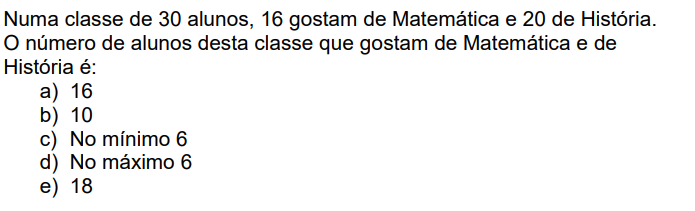 Numa classe de 30 alunos, 16 gostam de Matemática e 20 de História.
O número de alunos desta classe que gostam de Matemática e de
História é:
a) 16
b) 10
c) No mínimo 6
d) No máximo 6
e) 18